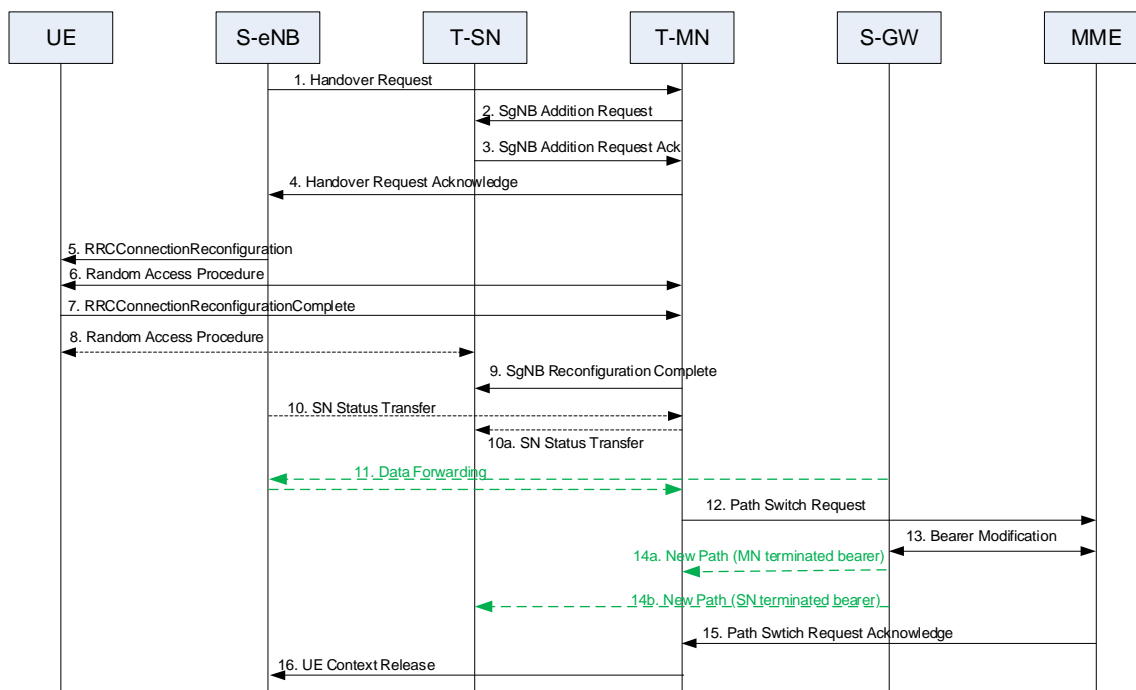 UE
S-eNB
T-SN
T-MN
S-GW
MME
1. Handover Request
2. SgNB Addition Request
3. SgNB Addition Request Ack
4. Handover Request Acknowledge
5. RRCConnectionReconfiguration
6. Random Access Procedure
7. RRCConnectionReconfigurationComplete
8. Random Access Procedure
9. SgNB Reconfiguration Complete
10. SN Status Transfer
10a. SN Status Transfer
11. Data Forwarding
12. Path Switch Request
13. Bearer Modification
14a. New Path (MN terminated bearer)
14b. New Path (SN terminated bearer)
15. Path Swtich Request Acknowledge
16. UE Context Release